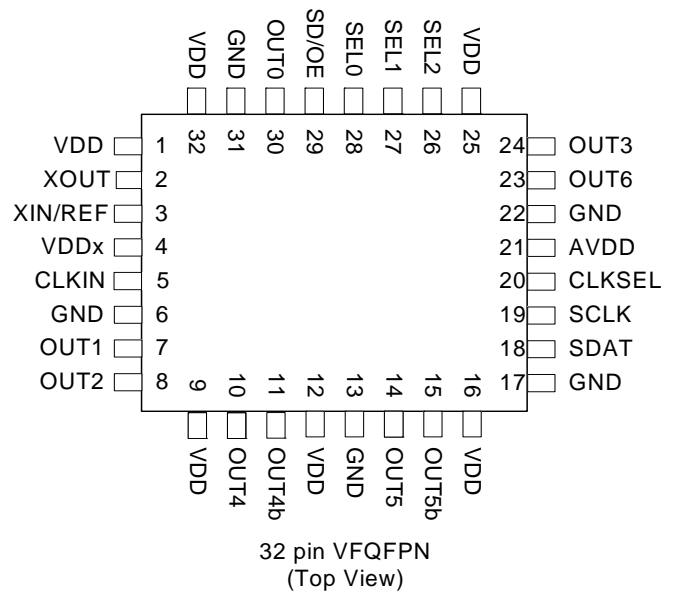 VDD GND OUT0 SD/OE SEL0 SEL1 SEL2 VDD
32 31 30 29 28 27 26 25
VDD 1 24 OUT3
XOUT 2 23 OUT6
XIN/REF 3 22 GND
VDDx 4 21 AVDD
CLKIN 5 20 CLKSEL
GND 6 19 SCLK
OUT1 7 18 SDAT
OUT2 8 17 GND
9 10 11 12 13 14 15 16
VDD OUT4 OUT4b VDD GND OUT5 OUT5b VDD
32 pin VFQFPN
(Top View)